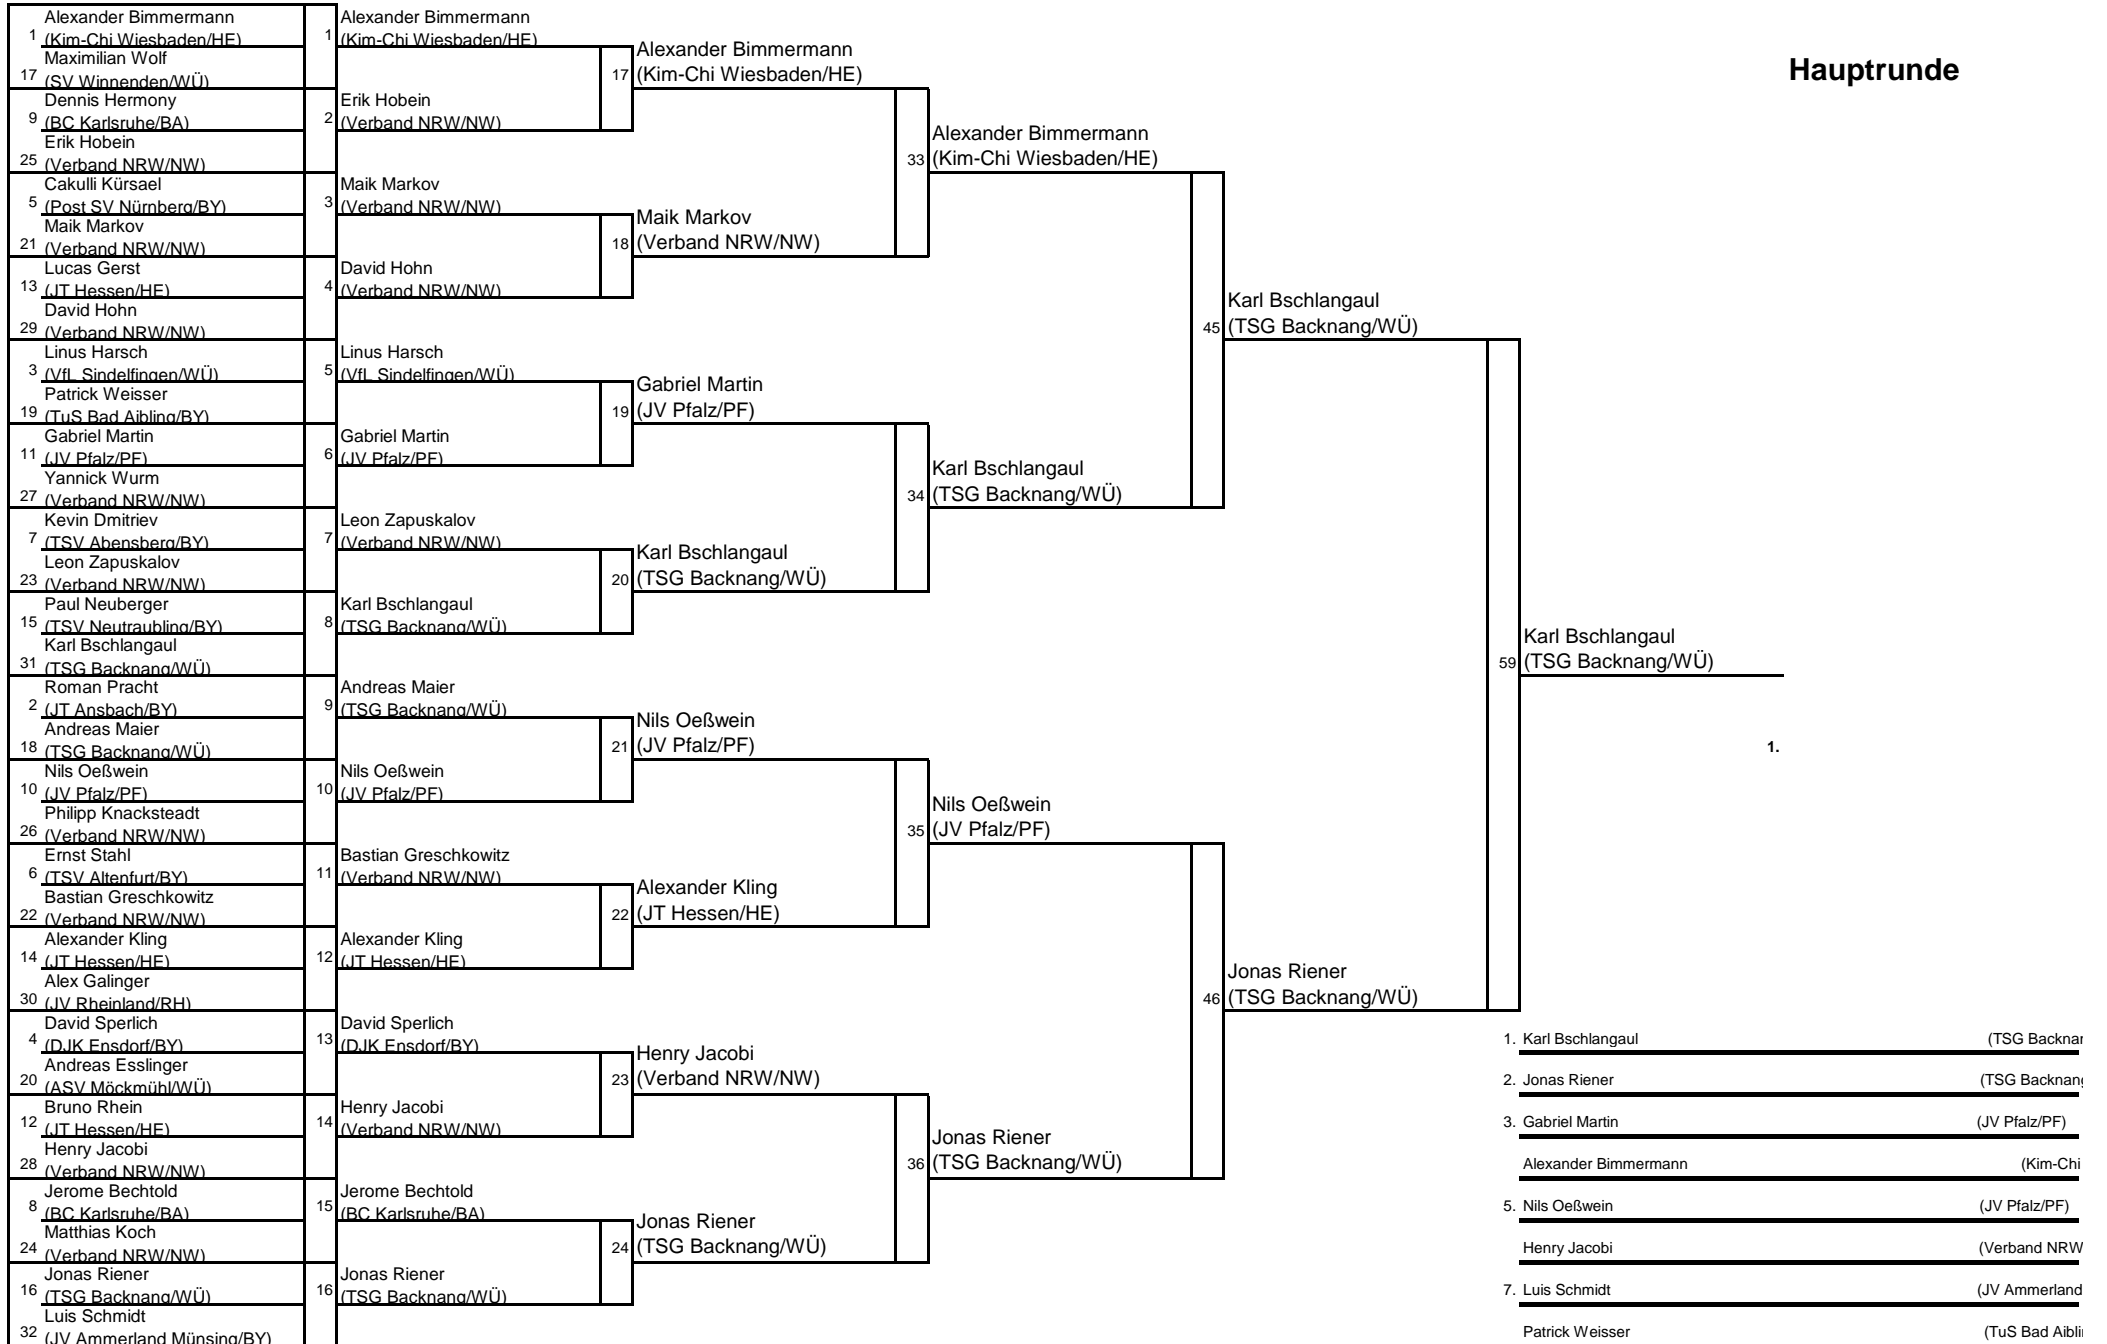 Hauptrunde
1
Alexander Bimmermann
(Kim-Chi Wiesbaden/HE)
17
Maximilian Wolf
(SV Winnenden/WÜ)
9
Dennis Hermony
(BC Karlsruhe/BA)
25
Erik Hobein
(Verband NRW/NW)
5
Cakulli Kürsael
(Post SV Nürnberg/BY)
21
Maik Markov
(Verband NRW/NW)
13
Lucas Gerst
(JT Hessen/HE)
29
David Hohn
(Verband NRW/NW)
3
Linus Harsch
(VfL Sindelfingen/WÜ)
19
Patrick Weisser
(TuS Bad Aibling/BY)
11
Gabriel Martin
(JV Pfalz/PF)
27
Yannick Wurm
(Verband NRW/NW)
7
Kevin Dmitriev
(TSV Abensberg/BY)
23
Leon Zapuskalov
(Verband NRW/NW)
15
Paul Neuberger
(TSV Neutraubling/BY)
31
Karl Bschlangaul
(TSG Backnang/WÜ)
2
Roman Pracht
(JT Ansbach/BY)
18
Andreas Maier
(TSG Backnang/WÜ)
10
Nils Oeßwein
(JV Pfalz/PF)
26
Philipp Knacksteadt
(Verband NRW/NW)
6
Ernst Stahl
(TSV Altenfurt/BY)
22
Bastian Greschkowitz
(Verband NRW/NW)
14
Alexander Kling
(JT Hessen/HE)
30
Alex Galinger
(JV Rheinland/RH)
4
David Sperlich
(DJK Ensdorf/BY)
20
Andreas Esslinger
(ASV Möckmühl/WÜ)
12
Bruno Rhein
(JT Hessen/HE)
28
Henry Jacobi
(Verband NRW/NW)
8
Jerome Bechtold
(BC Karlsruhe/BA)
24
Matthias Koch
(Verband NRW/NW)
16
Jonas Riener
(TSG Backnang/WÜ)
32
Luis Schmidt
(JV Ammerland Münsing/BY)
1
Alexander Bimmermann
(Kim-Chi Wiesbaden/HE)
2
Erik Hobein
(Verband NRW/NW)
3
Maik Markov
(Verband NRW/NW)
4
David Hohn
(Verband NRW/NW)
5
Linus Harsch
(VfL Sindelfingen/WÜ)
6
Gabriel Martin
(JV Pfalz/PF)
7
Leon Zapuskalov
(Verband NRW/NW)
8
Karl Bschlangaul
(TSG Backnang/WÜ)
9
Andreas Maier
(TSG Backnang/WÜ)
10
Nils Oeßwein
(JV Pfalz/PF)
11
Bastian Greschkowitz
(Verband NRW/NW)
12
Alexander Kling
(JT Hessen/HE)
13
David Sperlich
(DJK Ensdorf/BY)
14
Henry Jacobi
(Verband NRW/NW)
15
Jerome Bechtold
(BC Karlsruhe/BA)
16
Jonas Riener
(TSG Backnang/WÜ)
17
Alexander Bimmermann
(Kim-Chi Wiesbaden/HE)
18
Maik Markov
(Verband NRW/NW)
19
Gabriel Martin
(JV Pfalz/PF)
20
Karl Bschlangaul
(TSG Backnang/WÜ)
21
Nils Oeßwein
(JV Pfalz/PF)
22
Alexander Kling
(JT Hessen/HE)
23
Henry Jacobi
(Verband NRW/NW)
24
Jonas Riener
(TSG Backnang/WÜ)
33
Alexander Bimmermann
(Kim-Chi Wiesbaden/HE)
34
Karl Bschlangaul
(TSG Backnang/WÜ)
35
Nils Oeßwein
(JV Pfalz/PF)
36
Jonas Riener
(TSG Backnang/WÜ)
45
Karl Bschlangaul
(TSG Backnang/WÜ)
46
Jonas Riener
(TSG Backnang/WÜ)
59
Karl Bschlangaul
(TSG Backnang/WÜ)
1.
1. Karl Bschlangaul (TSG Backnan
2. Jonas Riener (TSG Backnang
3. Gabriel Martin (JV Pfalz/PF)
Alexander Bimmermann (Kim-Chi
5. Nils Oeßwein (JV Pfalz/PF)
Henry Jacobi (Verband NRW
7. Luis Schmidt (JV Ammerland
Patrick Weisser (TuS Bad Aibli